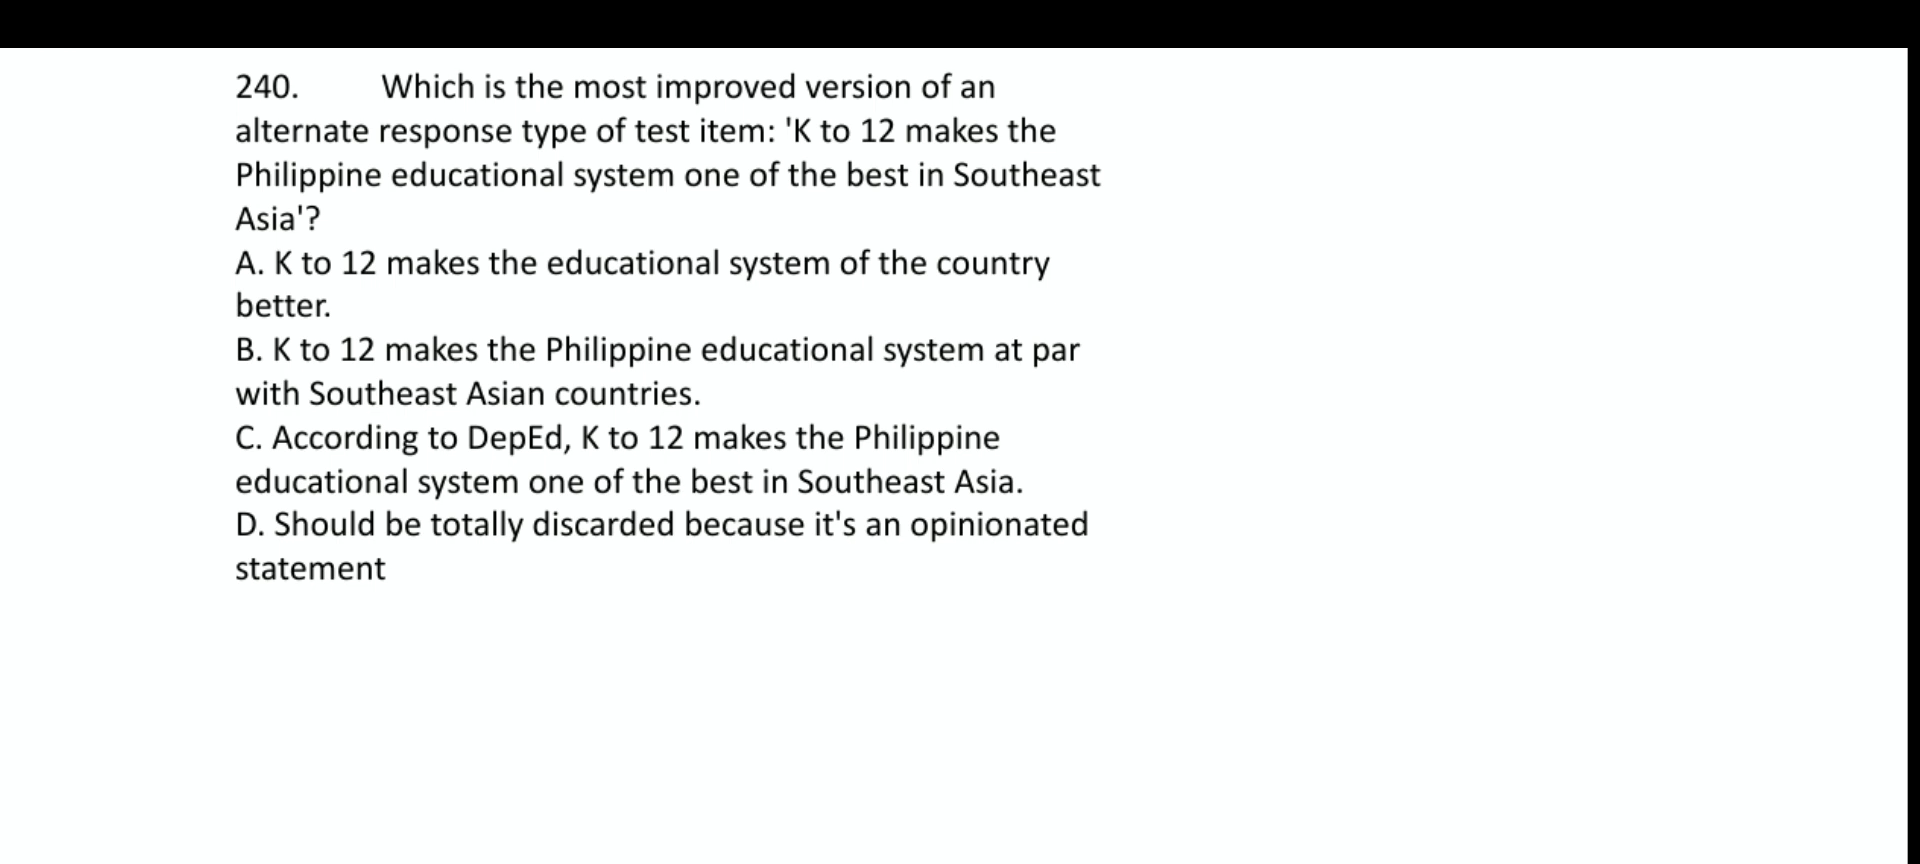 240. Which is the most improved version of an
alternate response type of test item: 'K to 12 makes the
Philippine educational system one of the best in Southeast
Asia'?
A. K to 12 makes the educational system of the country
better.
B. K to 12 makes the Philippine educational system at par
with Southeast Asian countries.
C. According to DepEd, K to 12 makes the Philippine
educational system one of the best in Southeast Asia.
D. Should be totally discarded because it's an opinionated
statement